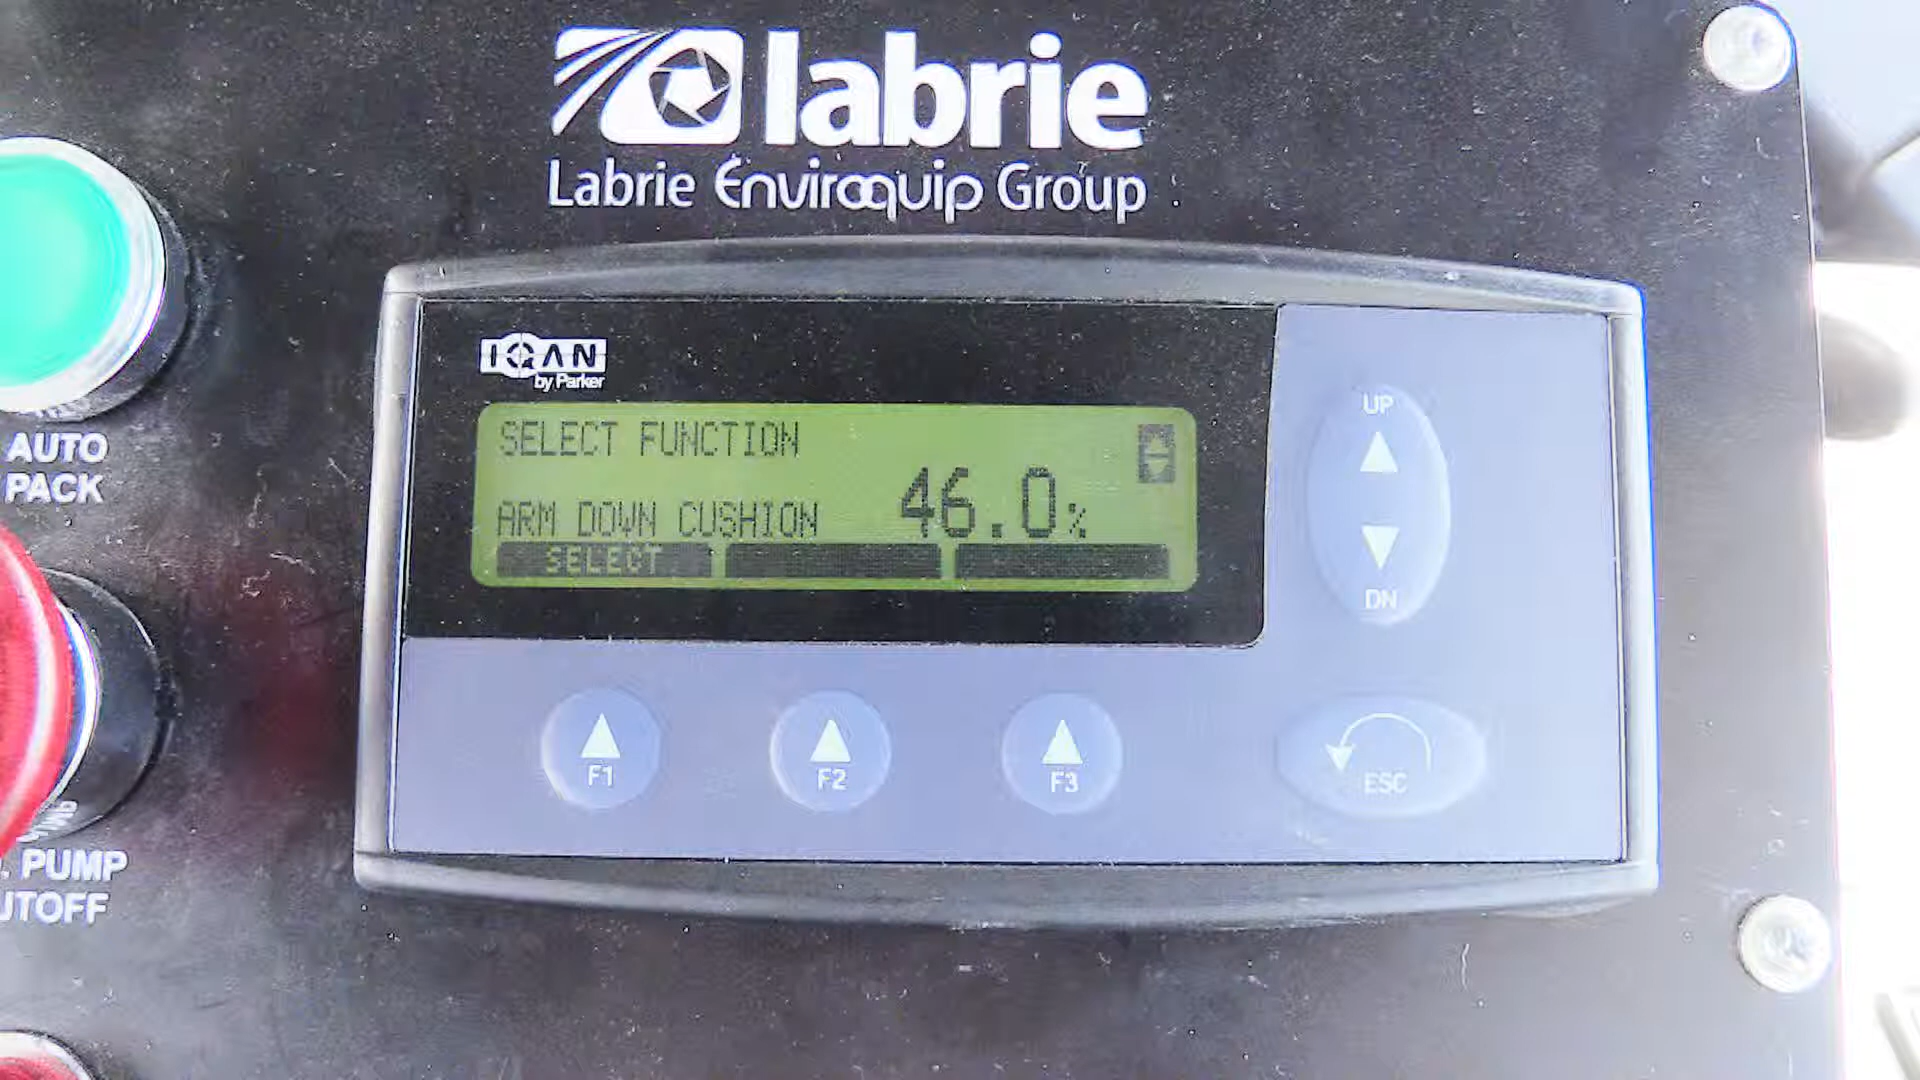 labrie
Labrie Enviroquip Group
IQAN
by Parker
SELECT FUNCTION
ARM DOWN CUSHION 46.0%
SELECT
UP
DN
F1
F2
F3
ESC
AUTO
PACK
. PUMP
UTOFF